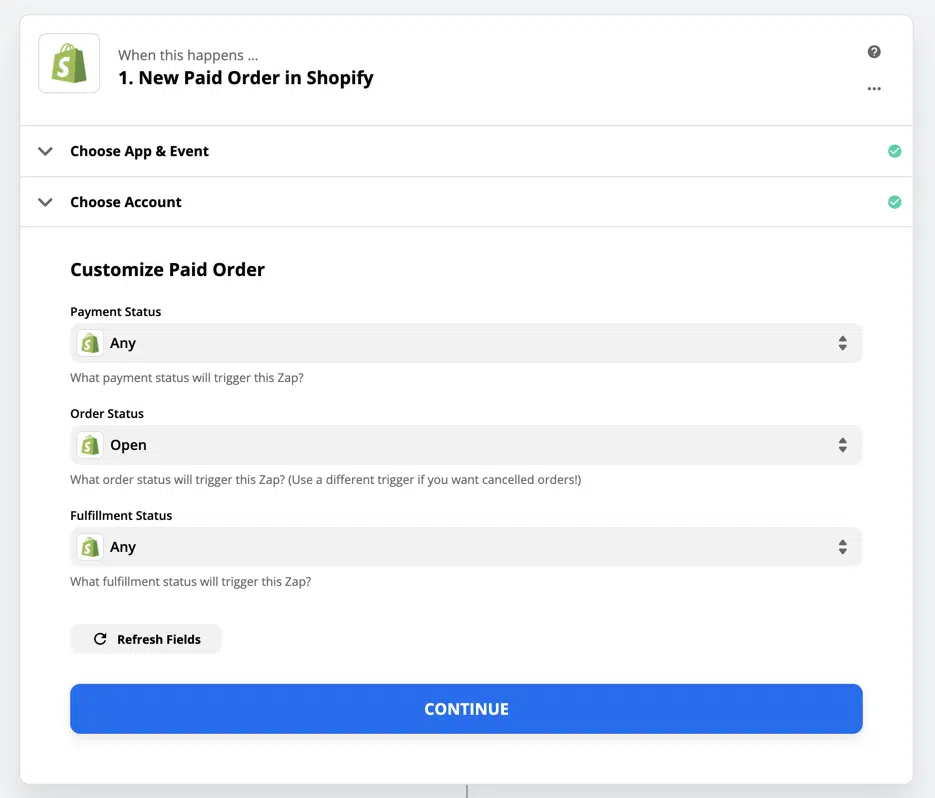 When this happens ...
1. New Paid Order in Shopify
Choose App & Event
Choose Account
Customize Paid Order
Payment Status
Any
What payment status will trigger this Zap?
Order Status
Open
What order status will trigger this Zap? (Use a different trigger if you want cancelled orders!)
Fulfillment Status
Any
What fulfillment status will trigger this Zap?
Refresh Fields
CONTINUE